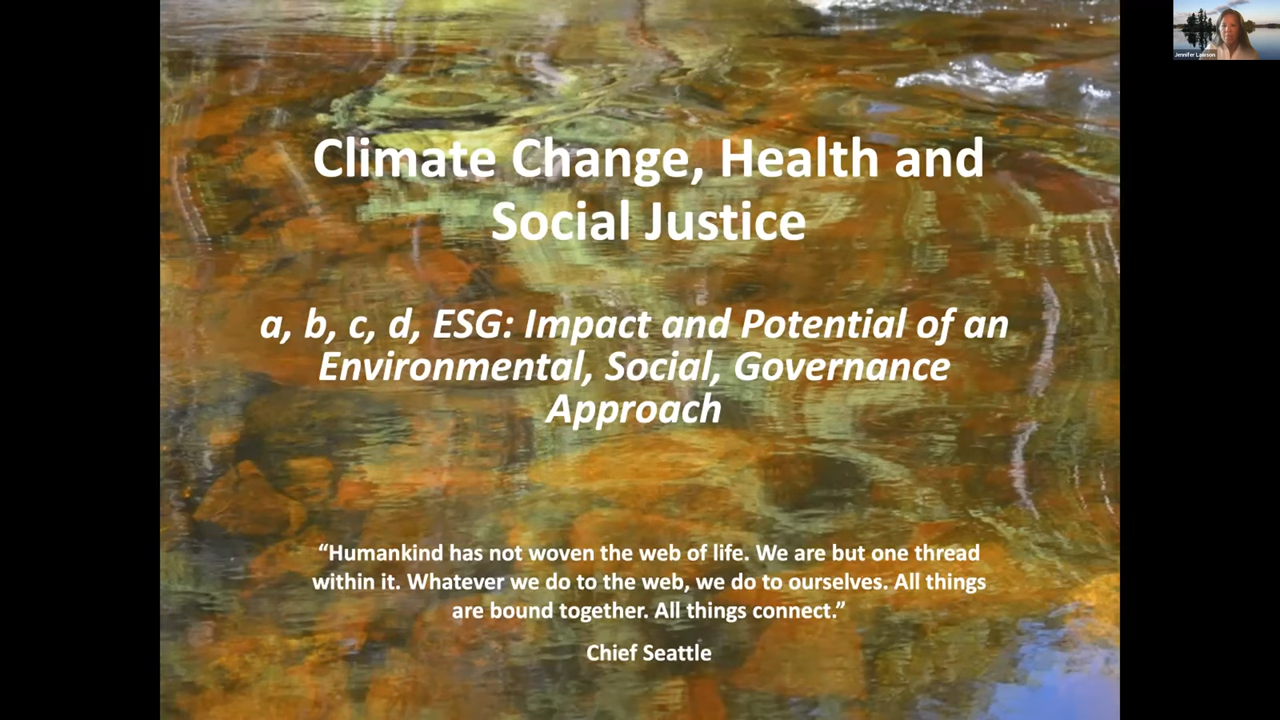 Climate Change, Health and
Social Justice
a, b, c, d, ESG: Impact and Potential of an
Environmental, Social, Governance
Approach
“Humankind has not woven the web of life. We are but one thread
within it. Whatever we do to the web, we do to ourselves. All things
are bound together. All things connect.”
Chief Seattle
Jennifer Lawson